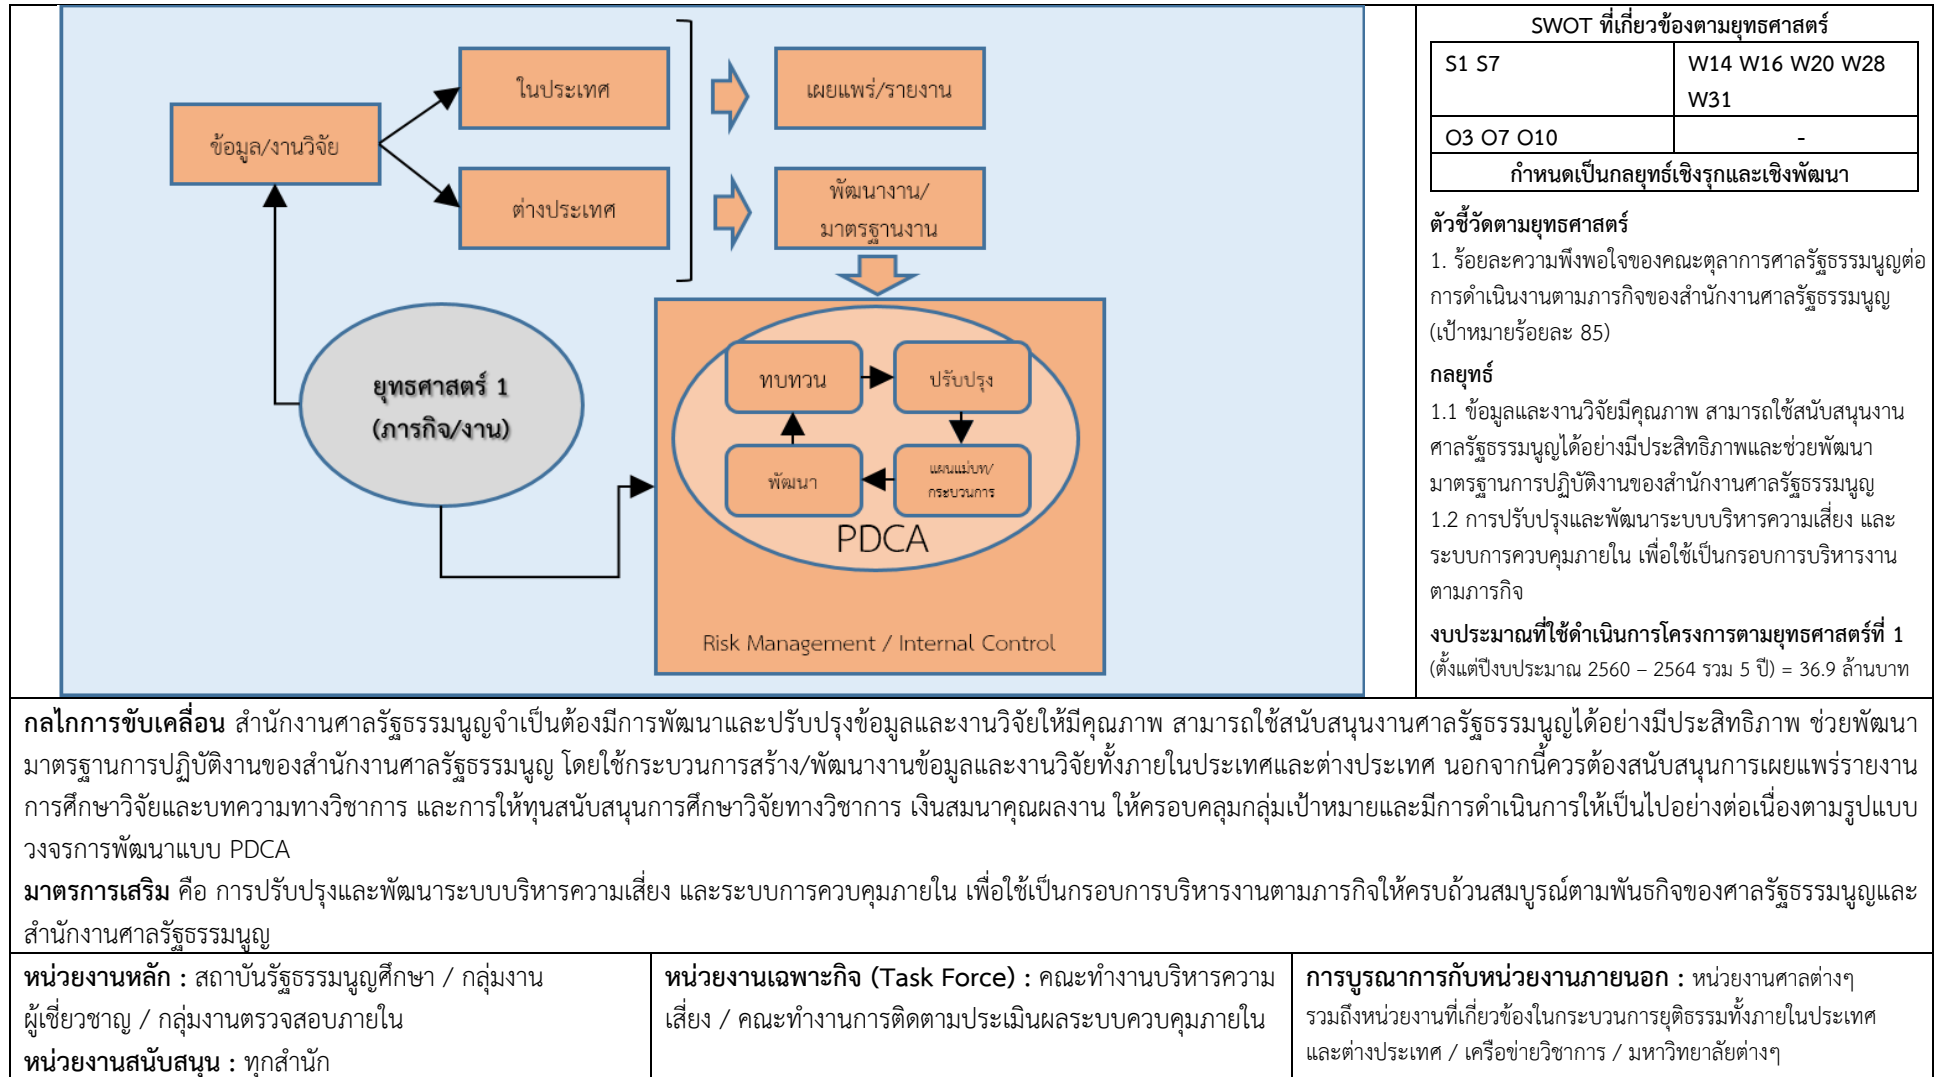 ในประเทศ
เผยแพร่/รายงาน
ข้อมูล/งานวิจัย
ต่างประเทศ
พัฒนางาน/
มาตรฐานงาน
ยุทธศาสตร์ 1
(ภารกิจ/งาน)
ทบทวน
ปรับปรุง
พัฒนา
แผนแม่บท/
กระบวนการ
PDCA
Risk Management / Internal Control
SWOT ที่เกี่ยวข้องตามยุทธศาสตร์
S1 S7
W14 W16 W20 W28
W31
O3 O7 O10
-
กำหนดเป็นกลยุทธ์เชิงรุกและเชิงพัฒนา
ตัวชี้วัดตามยุทธศาสตร์
1. ร้อยละความพึงพอใจของคณะตุลาการศาลรัฐธรรมนูญต่อ
การดำเนินงานตามภารกิจของสำนักงานศาลรัฐธรรมนูญ
(เป้าหมายร้อยละ 85)
กลยุทธ์
1.1 ข้อมูลและงานวิจัยมีคุณภาพ สามารถใช้สนับสนุนงาน
ศาลรัฐธรรมนูญได้อย่างมีประสิทธิภาพและช่วยพัฒนา
มาตรฐานการปฏิบัติงานของสำนักงานศาลรัฐธรรมนูญ
1.2 การปรับปรุงและพัฒนาระบบบริหารความเสี่ยง และ
ระบบการควบคุมภายใน เพื่อใช้เป็นกรอบการบริหารงาน
ตามภารกิจ
งบประมาณที่ใช้ดำเนินการโครงการตามยุทธศาสตร์ที่ 1
(ตั้งแต่ปีงบประมาณ 2560 – 2564 รวม 5 ปี) = 36.9 ล้านบาท
กลไกการขับเคลื่อน สำนักงานศาลรัฐธรรมนูญจำเป็นต้องมีการพัฒนาและปรับปรุงข้อมูลและงานวิจัยให้มีคุณภาพ สามารถใช้สนับสนุนงานศาลรัฐธรรมนูญได้อย่างมีประสิทธิภาพ ช่วยพัฒนา
มาตรฐานการปฏิบัติงานของสำนักงานศาลรัฐธรรมนูญ โดยใช้กระบวนการสร้าง/พัฒนางานข้อมูลและงานวิจัยทั้งภายในประเทศและต่างประเทศ นอกจากนี้ควรต้องสนับสนุนการเผยแพร่รายงาน
การศึกษาวิจัยและบทความทางวิชาการ และการให้ทุนสนับสนุนการศึกษาวิจัยทางวิชาการ เงินสมนาคุณผลงาน ให้ครอบคลุมกลุ่มเป้าหมายและมีการดำเนินการให้เป็นไปอย่างต่อเนื่องตามรูปแบบ
วงจรการพัฒนาแบบ PDCA
มาตรการเสริม คือ การปรับปรุงและพัฒนาระบบบริหารความเสี่ยง และระบบการควบคุมภายใน เพื่อใช้เป็นกรอบการบริหารงานตามภารกิจให้ครบถ้วนสมบูรณ์ตามพันธกิจของศาลรัฐธรรมนูญและ
สำนักงานศาลรัฐธรรมนูญ
หน่วยงานหลัก : สถาบันรัฐธรรมนูญศึกษา / กลุ่มงาน
ผู้เชี่ยวชาญ / กลุ่มงานตรวจสอบภายใน
หน่วยงานสนับสนุน : ทุกสำนัก
หน่วยงานเฉพาะกิจ (Task Force) : คณะทำงานบริหารความ
เสี่ยง / คณะทำงานการติดตามประเมินผลระบบควบคุมภายใน
การบูรณาการกับหน่วยงานภายนอก : หน่วยงานศาลต่างๆ
รวมถึงหน่วยงานที่เกี่ยวข้องในกระบวนการยุติธรรมทั้งภายในประเทศ
และต่างประเทศ / เครือข่ายวิชาการ / มหาวิทยาลัยต่างๆ